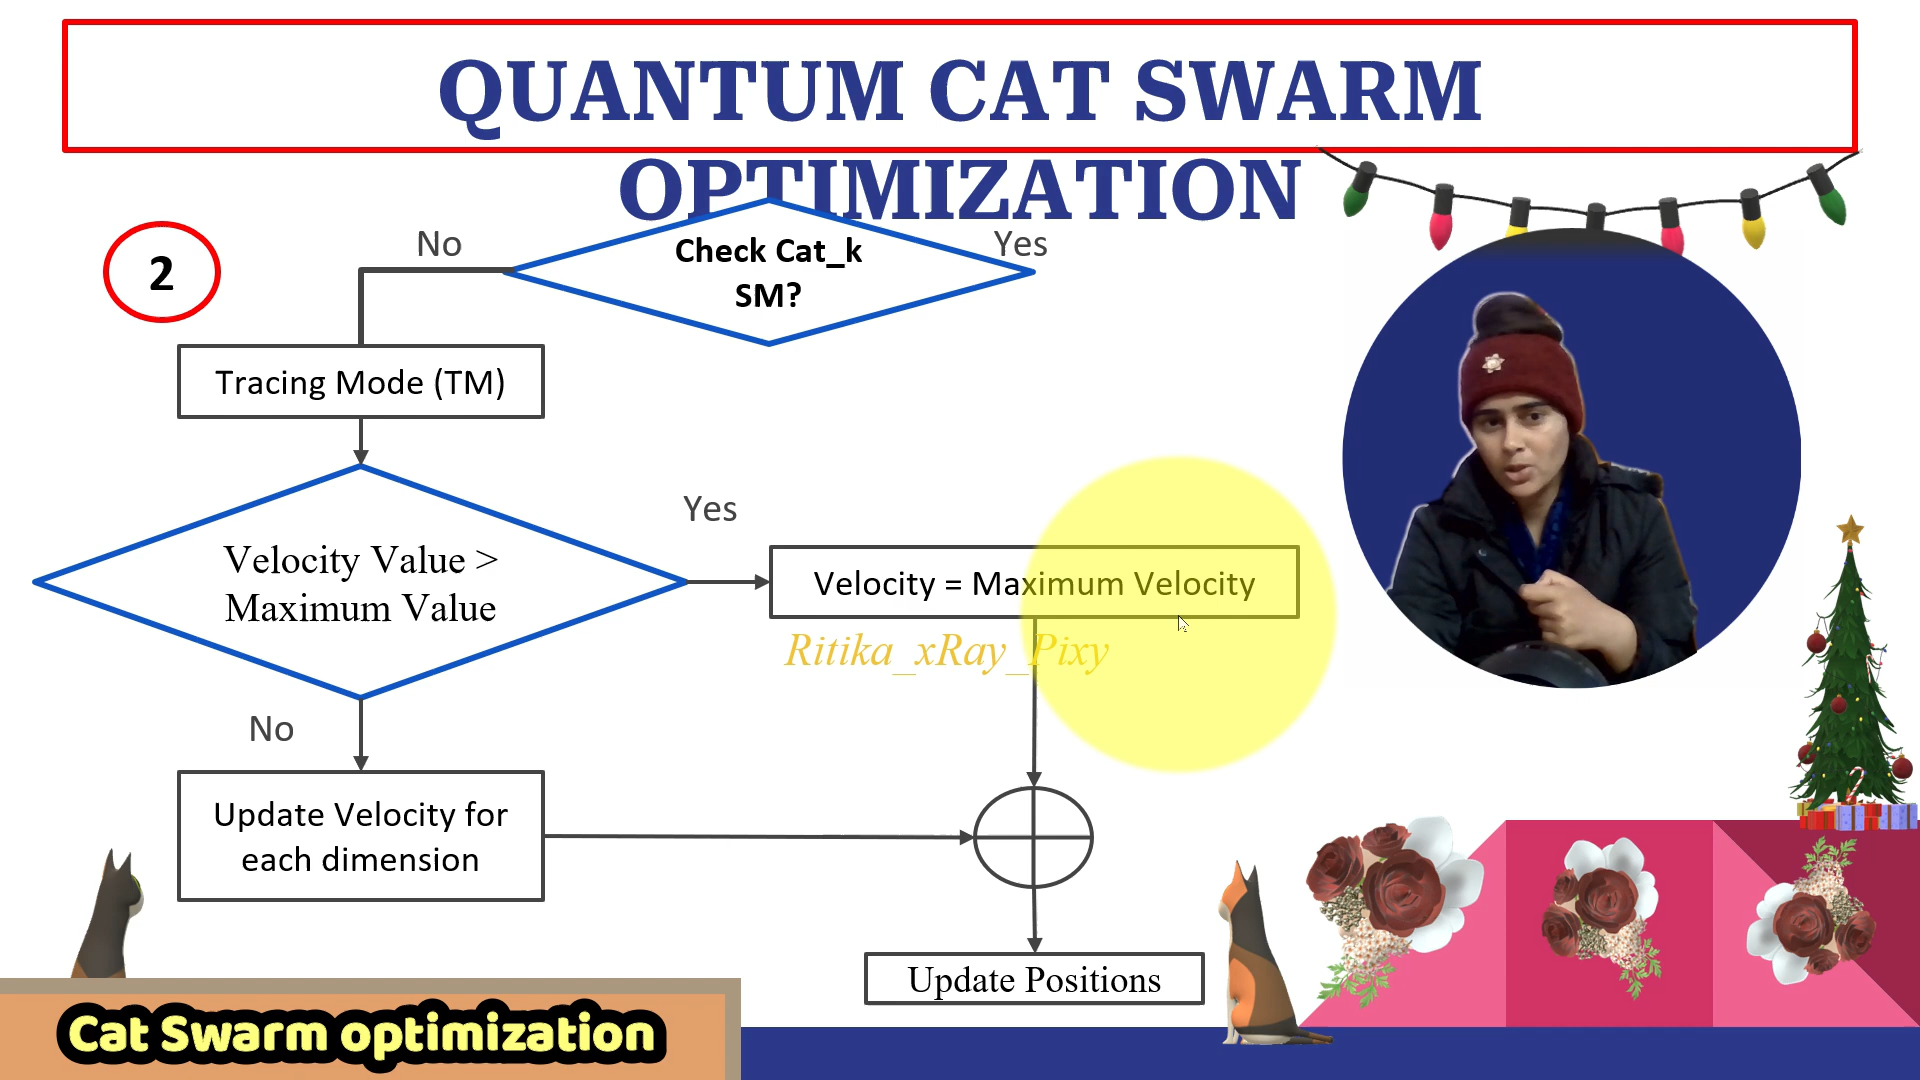 QUANTUM CAT SWARM
OPTIMIZATION
2
No
Check Cat_k
SM?
Yes
Tracing Mode (TM)
Velocity Value >
Maximum Value
Yes
Velocity = Maximum Velocity
Ritika_xRay_Pixy
No
Update Velocity for
each dimension
Update Positions
Cat Swarm optimization